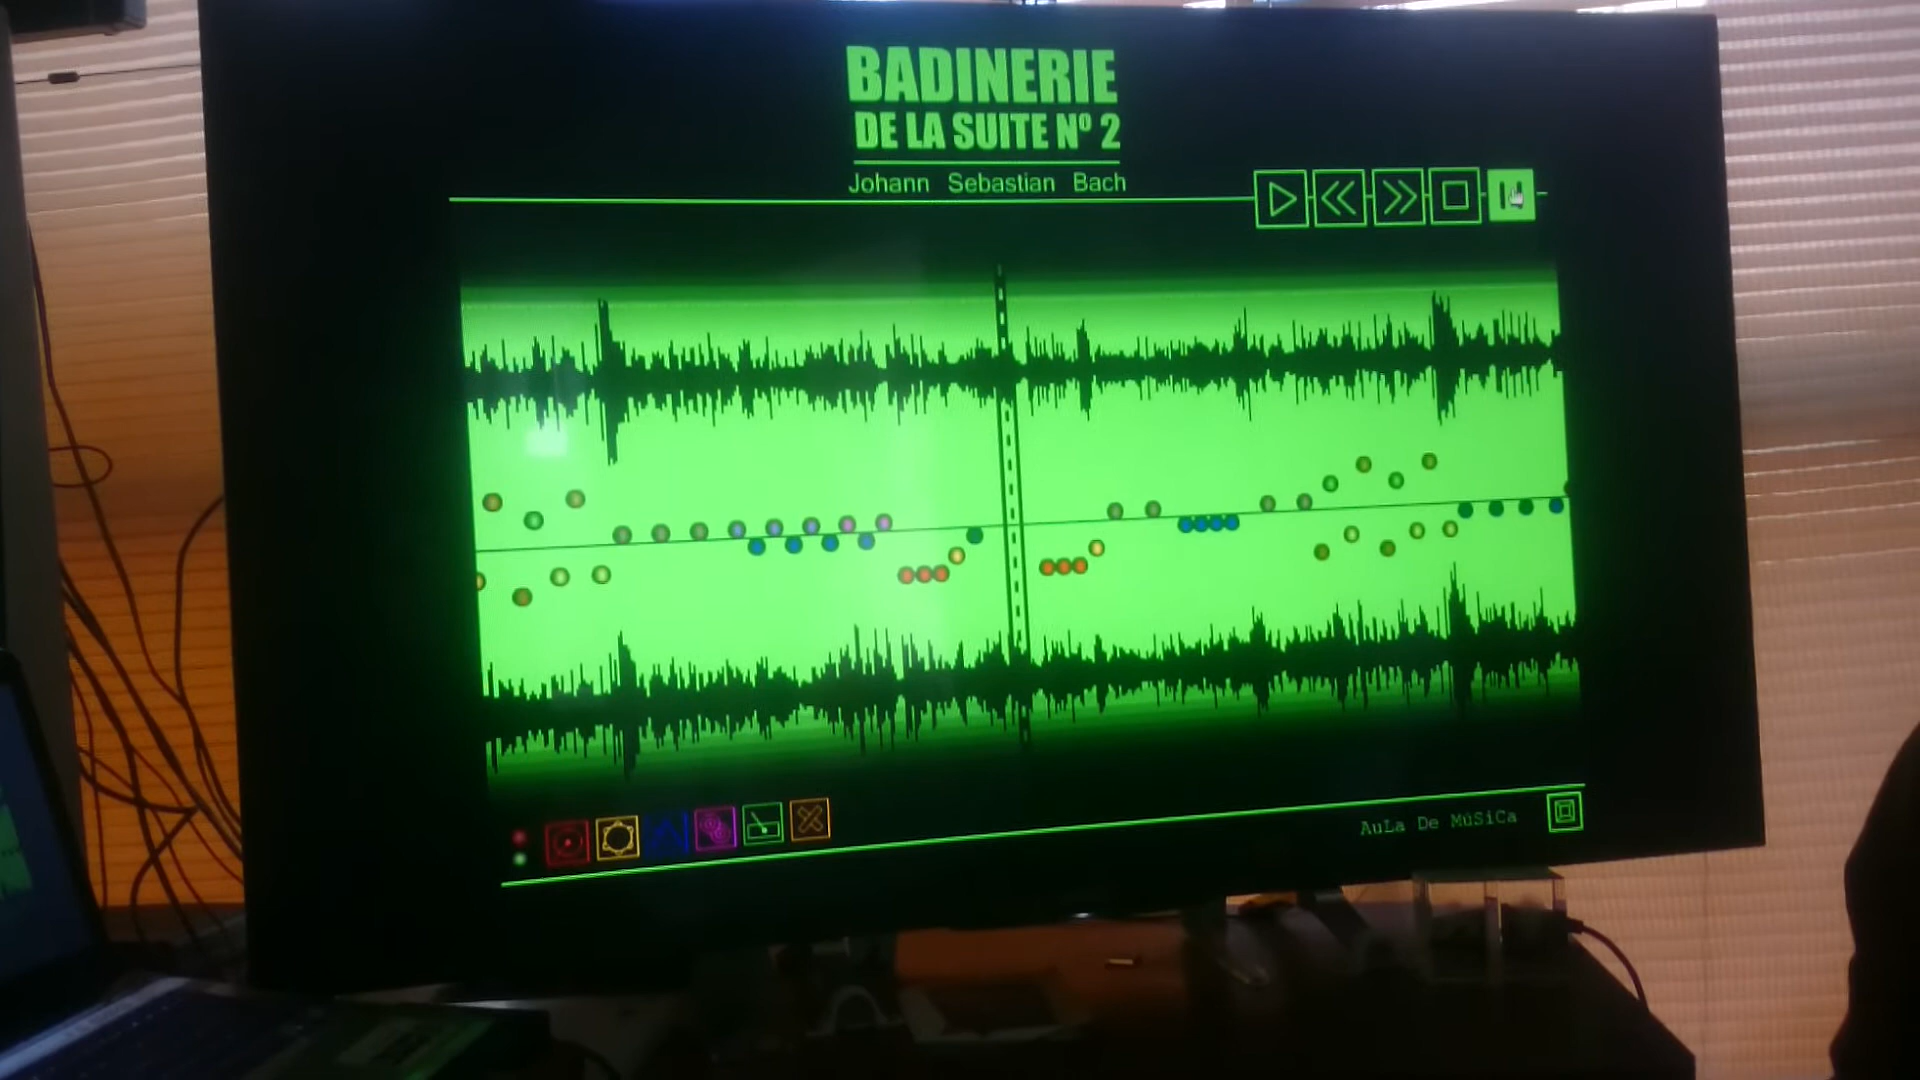 BADINERIE
DE LA SUITE Nº 2
Johann Sebastian Bach
AuLa De MúSiCa